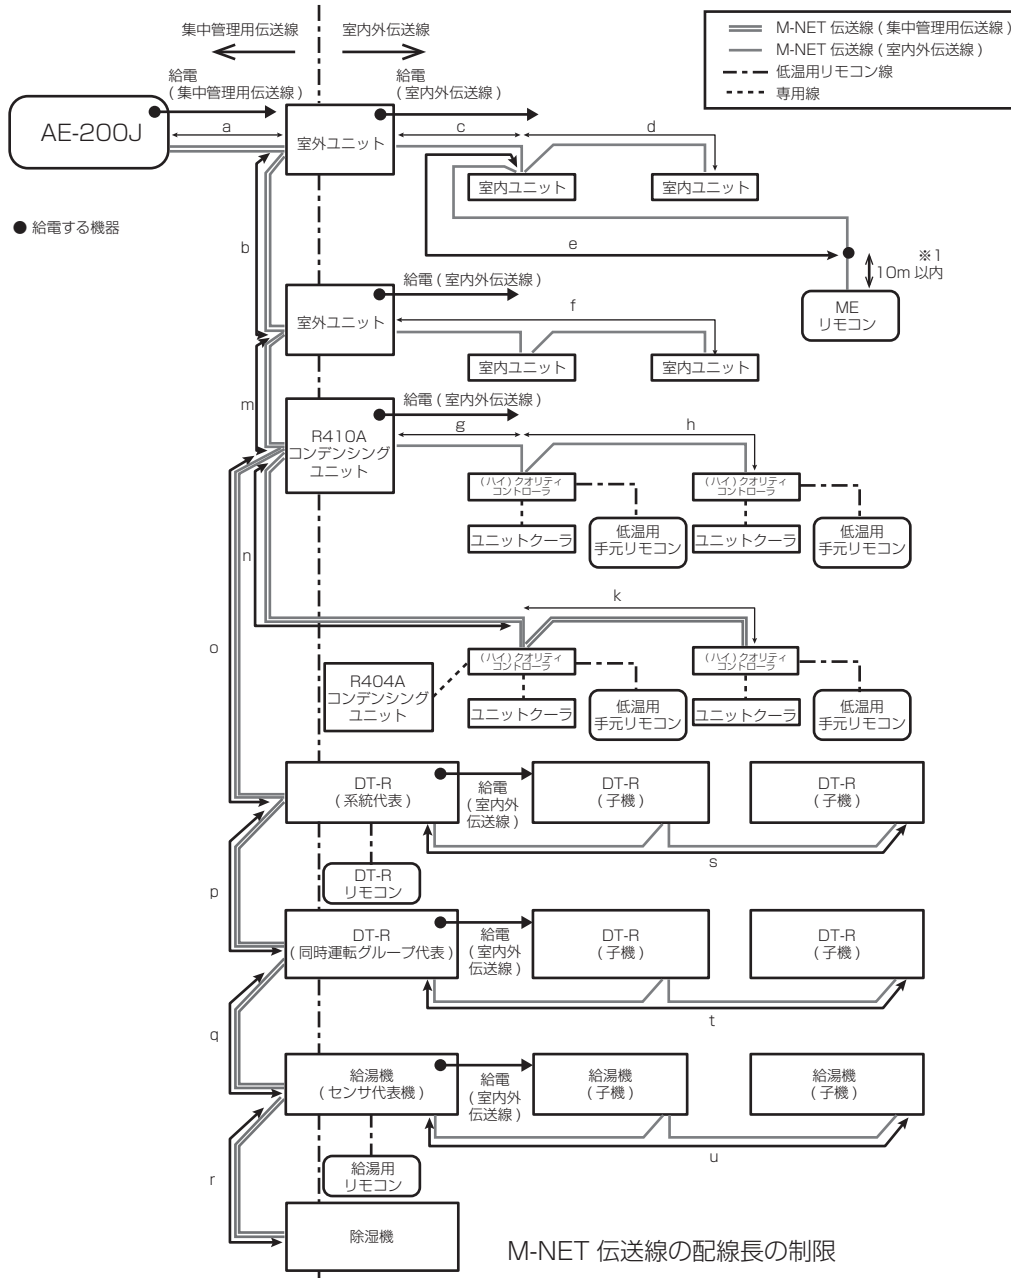 集中管理用伝送線
室内外伝送線
M-NET 伝送線 ( 集中管理用伝送線 )
M-NET 伝送線 ( 室内外伝送線 )
低温用リモコン線
専用線
給電
( 集中管理用伝送線 )
給電
( 室内外伝送線 )
AE-200J
a
室外ユニット
c
d
室内ユニット
室内ユニット
● 給電する機器
b
e
※1
10m 以内
ME
リモコン
給電 ( 室内外伝送線 )
室外ユニット
f
室内ユニット
室内ユニット
m
給電 ( 室内外伝送線 )
R410A
コンデンシング
ユニット
g
h
( ハイ ) クオリティ
コントローラ
( ハイ ) クオリティ
コントローラ
ユニットクーラ
低温用
手元リモコン
ユニットクーラ
低温用
手元リモコン
n
k
o
( ハイ ) クオリティ
コントローラ
( ハイ ) クオリティ
コントローラ
R404A
コンデンシング
ユニット
ユニットクーラ
低温用
手元リモコン
ユニットクーラ
低温用
手元リモコン
DT-R
( 系統代表 )
給電
( 室内外
伝送線 )
DT-R
( 子機 )
DT-R
( 子機 )
s
p
DT-R
リモコン
DT-R
( 同時運転グループ代表 )
給電
( 室内外
伝送線 )
DT-R
( 子機 )
DT-R
( 子機 )
t
q
給湯機
( センサ代表機 )
給電
( 室内外
伝送線 )
給湯機
( 子機 )
給湯機
( 子機 )
u
r
給湯用
リモコン
除湿機
M-NET 伝送線の配線長の制限